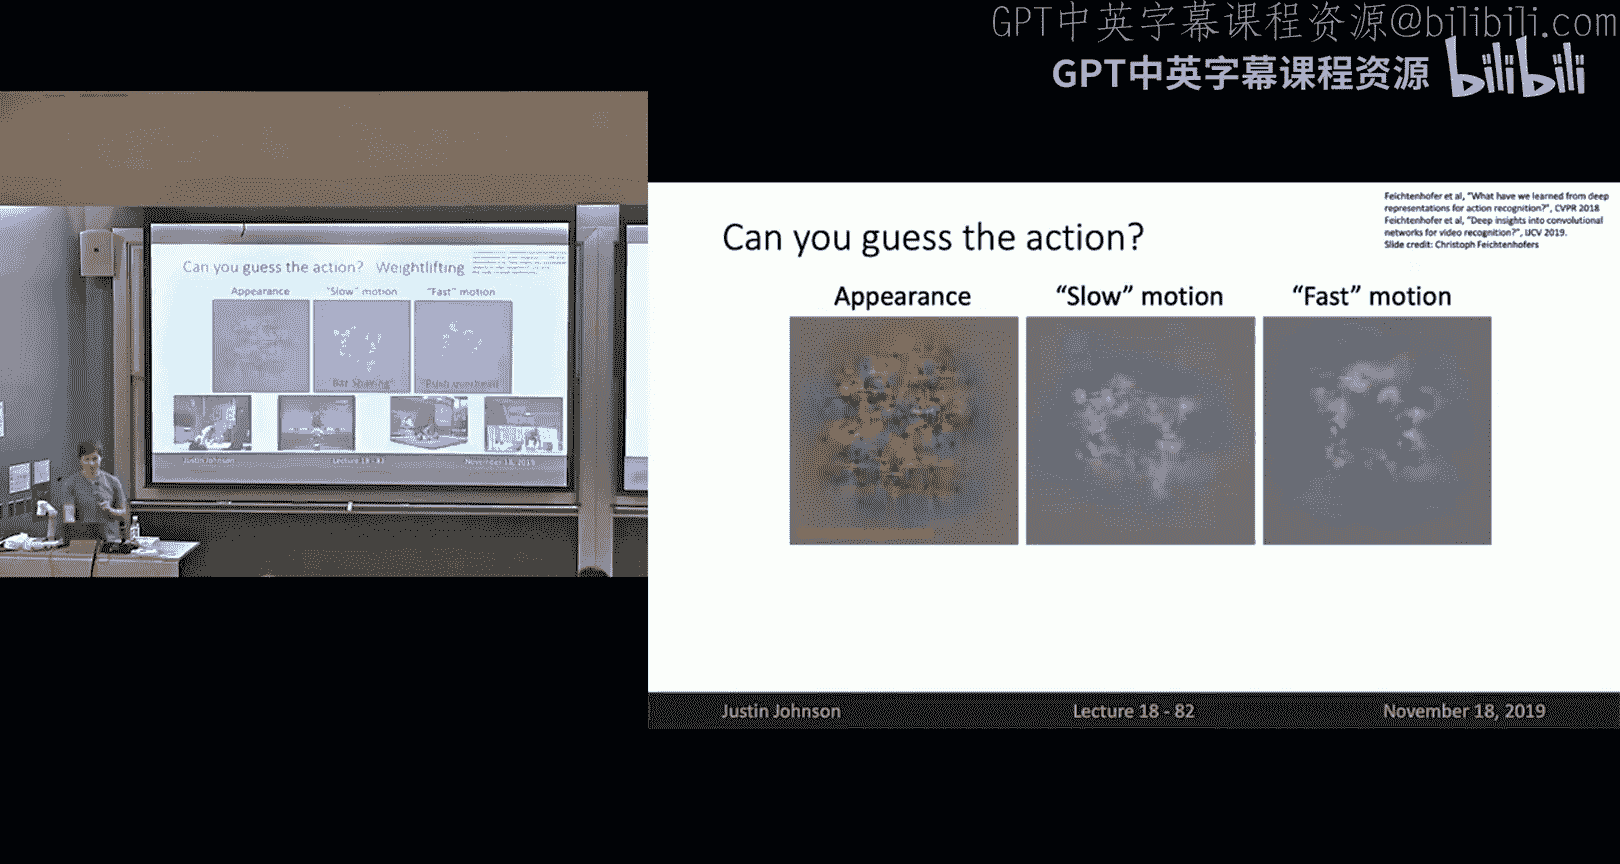 GPT中英字幕课程资源@bilibili.com
GPT中英字幕课程资源 bilibili
Can you guess the action? Weightlifting
Appearance "Slow" motion "Fast" motion
"Bar Shaking" "Push overhead"
Justin Johnson Lecture 18 - 83 November 18, 2019
Feichtenhofer et al, "What have we learned from deep
representations for action recognition?", CVPR 2018
Feichtenhofer et al, "Deep insights into convolutional
networks for video recognition?", IJCV 2019.
Slide credit: Christoph Feichtenhofers
Can you guess the action?
Appearance "Slow" motion "Fast" motion
Justin Johnson Lecture 18 - 82 November 18, 2019